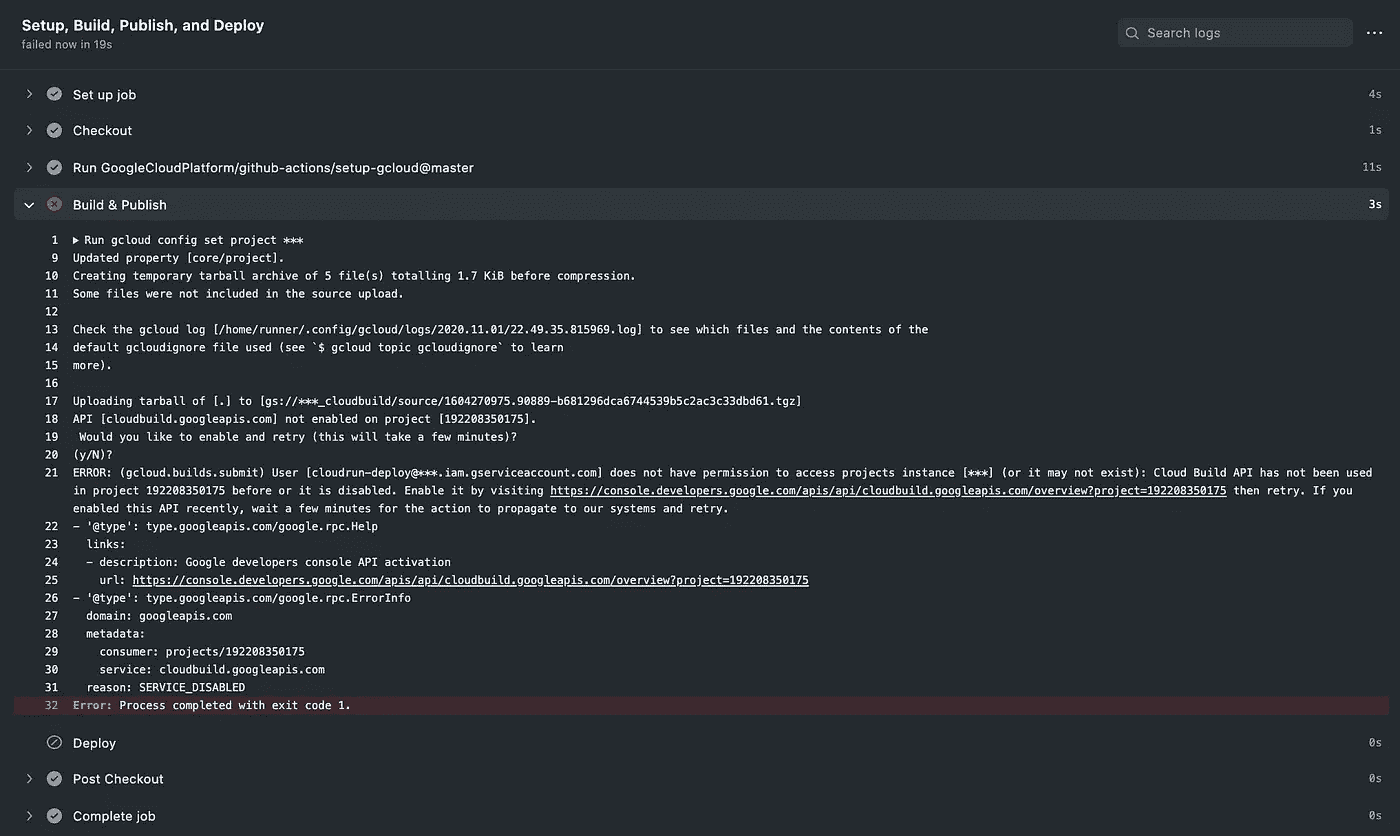 Setup, Build, Publish, and Deploy
failed now in 19s
Search logs
Set up job 4s
Checkout 1s
Run GoogleCloudPlatform/github-actions/setup-gcloud@master 11s
Build & Publish 3s
1 Run gcloud config set project ***
9 Updated property [core/project].
10 Creating temporary tarball archive of 5 file(s) totalling 1.7 KiB before compression.
11 Some files were not included in the source upload.
12
13 Check the gcloud log [/home/runner/.config/gcloud/logs/2020.11.01/22.49.35.815969.log] to see which files and the contents of the
14 default gcloudignore file used (see `$ gcloud topic gcloudignore` to learn
15 more).
16
17 Uploading tarball of [.] to [gs://***_cloudbuild/source/1604270975.90889-b681296dca6744539b5c2ac3c33dbd61.tgz]
18 API [cloudbuild.googleapis.com] not enabled on project [192208350175].
19 Would you like to enable and retry (this will take a few minutes)?
20 (y/N)?
21 ERROR: (gcloud.builds.submit) User [cloudrun-deploy@***.iam.gserviceaccount.com] does not have permission to access projects instance [***] (or it may not exist): Cloud Build API has not been used
in project 192208350175 before or it is disabled. Enable it by visiting https://console.developers.google.com/apis/api/cloudbuild.googleapis.com/overview?project=192208350175 then retry. If you
enabled this API recently, wait a few minutes for the action to propagate to our systems and retry.
22 - '@type': type.googleapis.com/google.rpc.Help
23 links:
24 - description: Google developers console API activation
25 url: https://console.developers.google.com/apis/api/cloudbuild.googleapis.com/overview?project=192208350175
26 - '@type': type.googleapis.com/google.rpc.ErrorInfo
27 domain: googleapis.com
28 metadata:
29 consumer: projects/192208350175
30 service: cloudbuild.googleapis.com
31 reason: SERVICE_DISABLED
32 Error: Process completed with exit code 1.
Deploy 0s
Post Checkout 0s
Complete job 0s